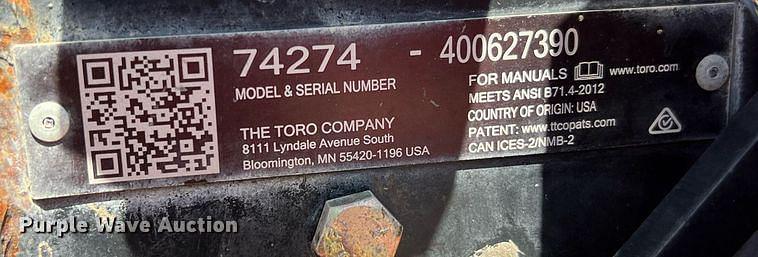 74274 - 400627390
MODEL & SERIAL NUMBER
THE TORO COMPANY
8111 Lyndale Avenue South
Bloomington, MN 55420-1196 USA
FOR MANUALS www.toro.com
MEETS ANSI B71.4-2012
COUNTRY OF ORIGIN: USA
PATENT: www.ttcopats.com
CAN ICES-2/NMB-2
Purple Wave Auction